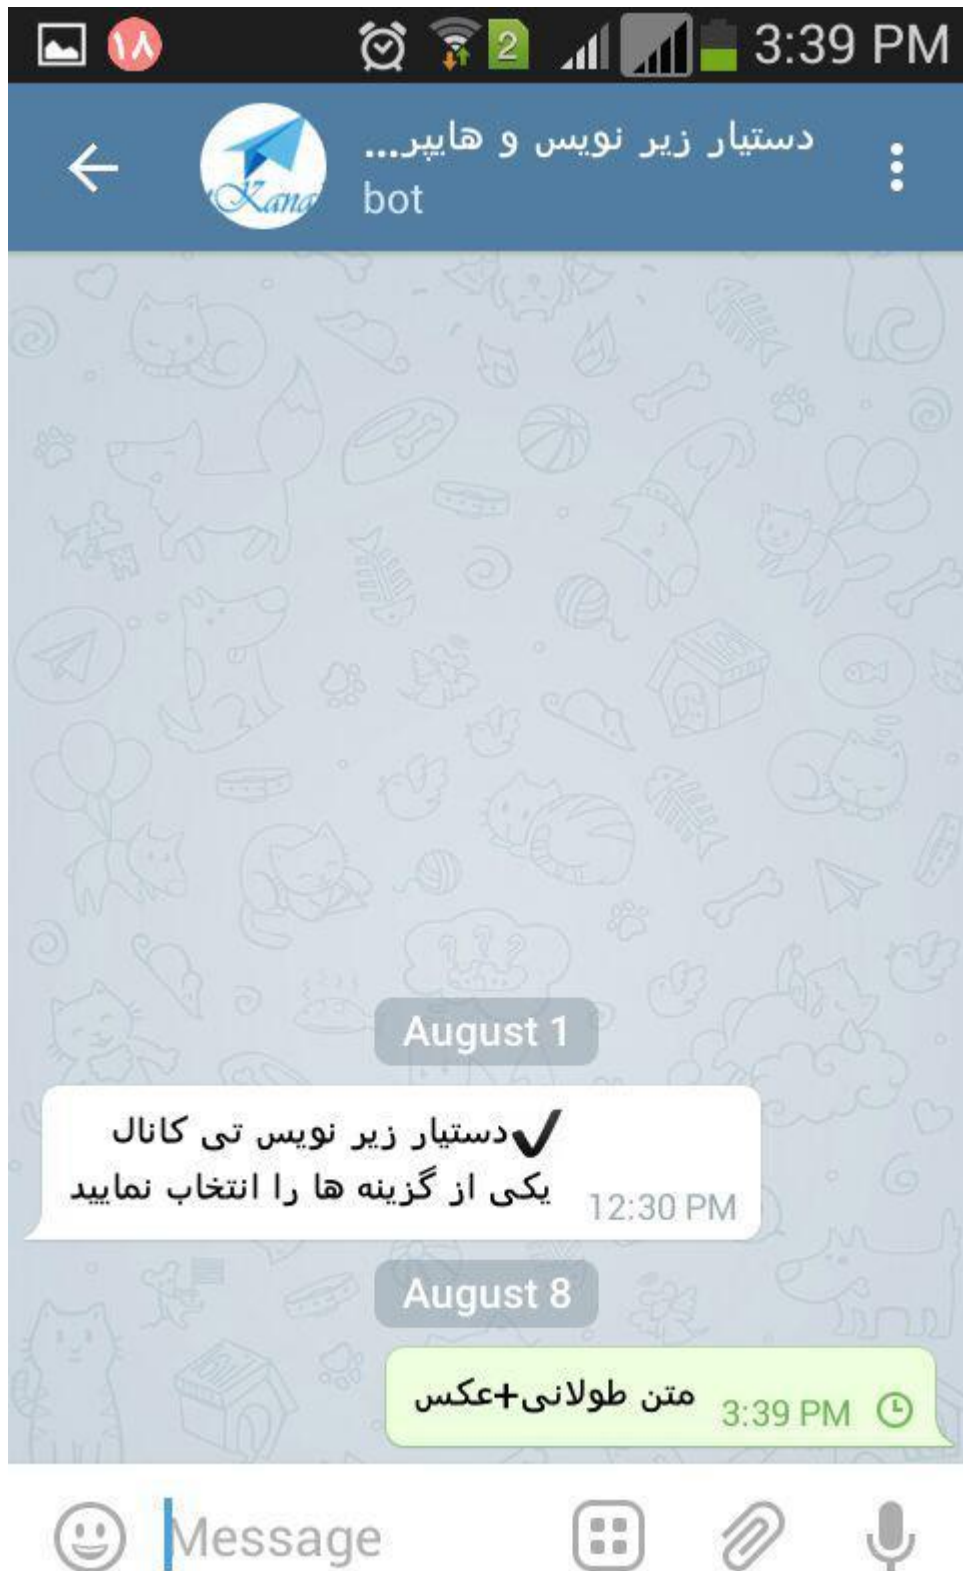 ۱۸
2
3:39 PM
دستیار زیر نویس و هایپر...
bot
Kana
August 1
✔دستیار زیر نویس تی کانال
یکی از گزینه ها را انتخاب نمایید
12:30 PM
August 8
متن طولانی+عکس
3:39 PM
Message